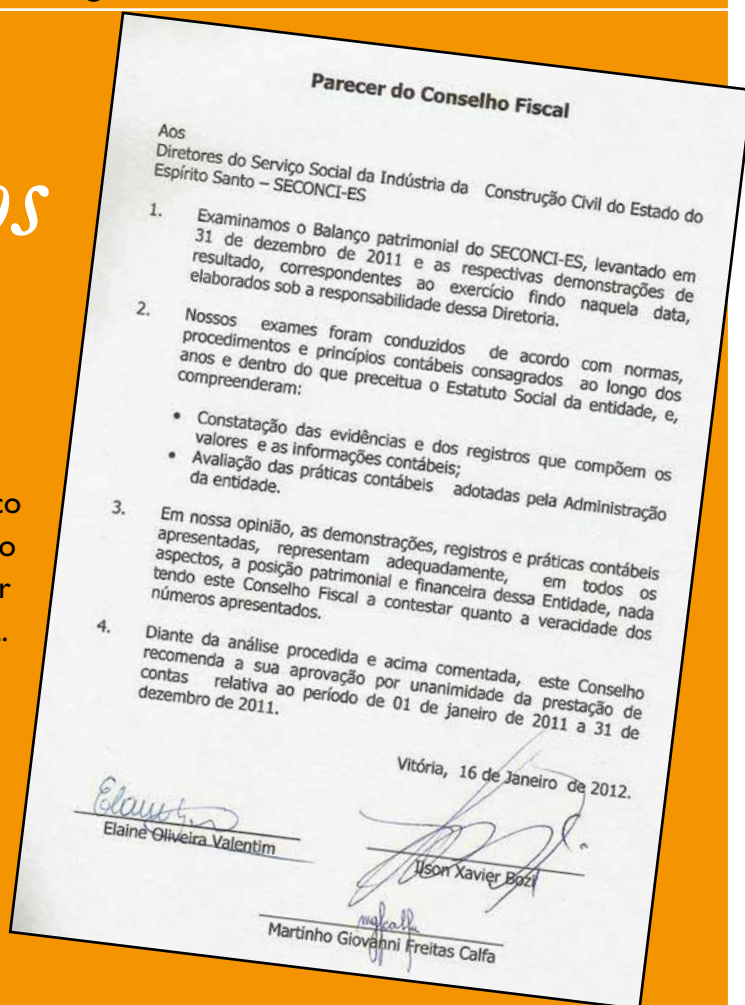 os
co
o
r
.
Parecer do Conselho Fiscal
Aos
Diretores do Serviço Social da Indústria da Construção Civil do Estado do
Espírito Santo – SECONCI-ES
1. Examinamos o Balanço patrimonial do SECONCI-ES, levantado em
31 de dezembro de 2011 e as respectivas demonstrações de
resultado, correspondentes ao exercício findo naquela data,
elaborados sob a responsabilidade dessa Diretoria.
2. Nossos exames foram conduzidos de acordo com normas,
procedimentos e princípios contábeis consagrados ao longo dos
anos e dentro do que preceitua o Estatuto Social da entidade, e,
compreenderam:
• Constatação das evidências e dos registros que compõem os
valores e as informações contábeis;
• Avaliação das práticas contábeis adotadas pela Administração
da entidade.
3. Em nossa opinião, as demonstrações, registros e práticas contábeis
apresentadas, representam adequadamente, em todos os
aspectos, a posição patrimonial e financeira dessa Entidade, nada
tendo este Conselho Fiscal a contestar quanto a veracidade dos
números apresentados.
4. Diante da análise procedida e acima comentada, este Conselho
recomenda a sua aprovação por unanimidade da prestação de
contas relativa ao período de 01 de janeiro de 2011 a 31 de
dezembro de 2011.
Vitória, 16 de Janeiro de 2012.
Elaine Oliveira Valentim
Ilson Xavier Bozi
Martinho Giovanni Freitas Calfa